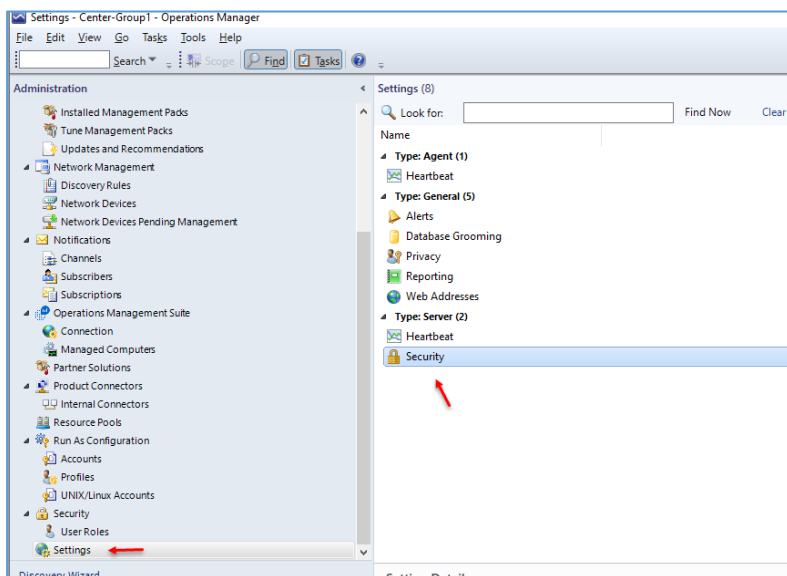 Settings - Center-Group1 - Operations Manager
File Edit View Go Tasks Tools Help
Search Scope Find Tasks
Administration
Installed Management Packs
Tune Management Packs
Updates and Recommendations
Network Management
Discovery Rules
Network Devices
Network Devices Pending Management
Notifications
Channels
Subscribers
Subscriptions
Operations Management Suite
Connection
Managed Computers
Partner Solutions
Product Connectors
Internal Connectors
Resource Pools
Run As Configuration
Accounts
Profiles
UNIX/Linux Accounts
Security
User Roles
Settings
Discovery Wizard
Settings (8)
Look for: Find Now Clear
Name
Type: Agent (1)
Heartbeat
Type: General (5)
Alerts
Database Grooming
Privacy
Reporting
Web Addresses
Type: Server (2)
Heartbeat
Security